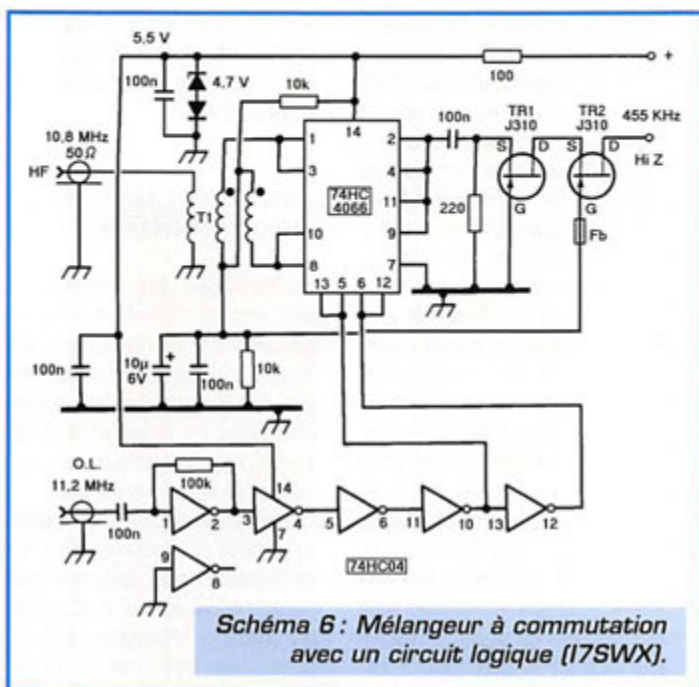 5,5 V
100n
4,7 V
10k
100
+
10,8 MHz
50Ω
HF
T1
14
1
3
10
8
74HC
4066
2
4
11
9
7
13 5 6 12
100n
220
TR1
J310
TR2
J310
455 KHz
Hi Z
S D
G
S D
G
Fb
100n
10µ
6V
+
100n
10k
O.L.
11,2 MHz
100n
100k
1 2
3 14 4
7
5 6
11 10
13 12
9 8
74HC04
Schéma 6 : Mélangeur à commutation
avec un circuit logique (I7SWX).